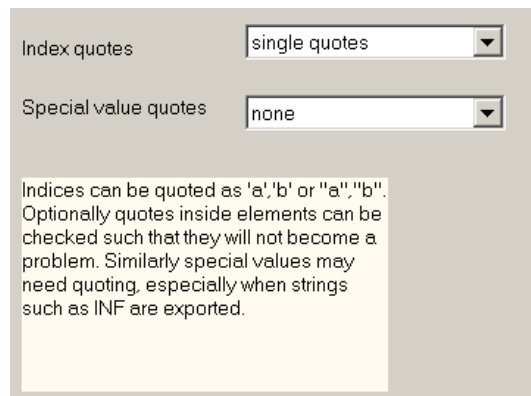 Index quotes
single quotes
Special value quotes
none
Indices can be quoted as 'a','b' or "a","b".
Optionally quotes inside elements can be
checked such that they will not become a
problem. Similarly special values may
need quoting, especially when strings
such as INF are exported.